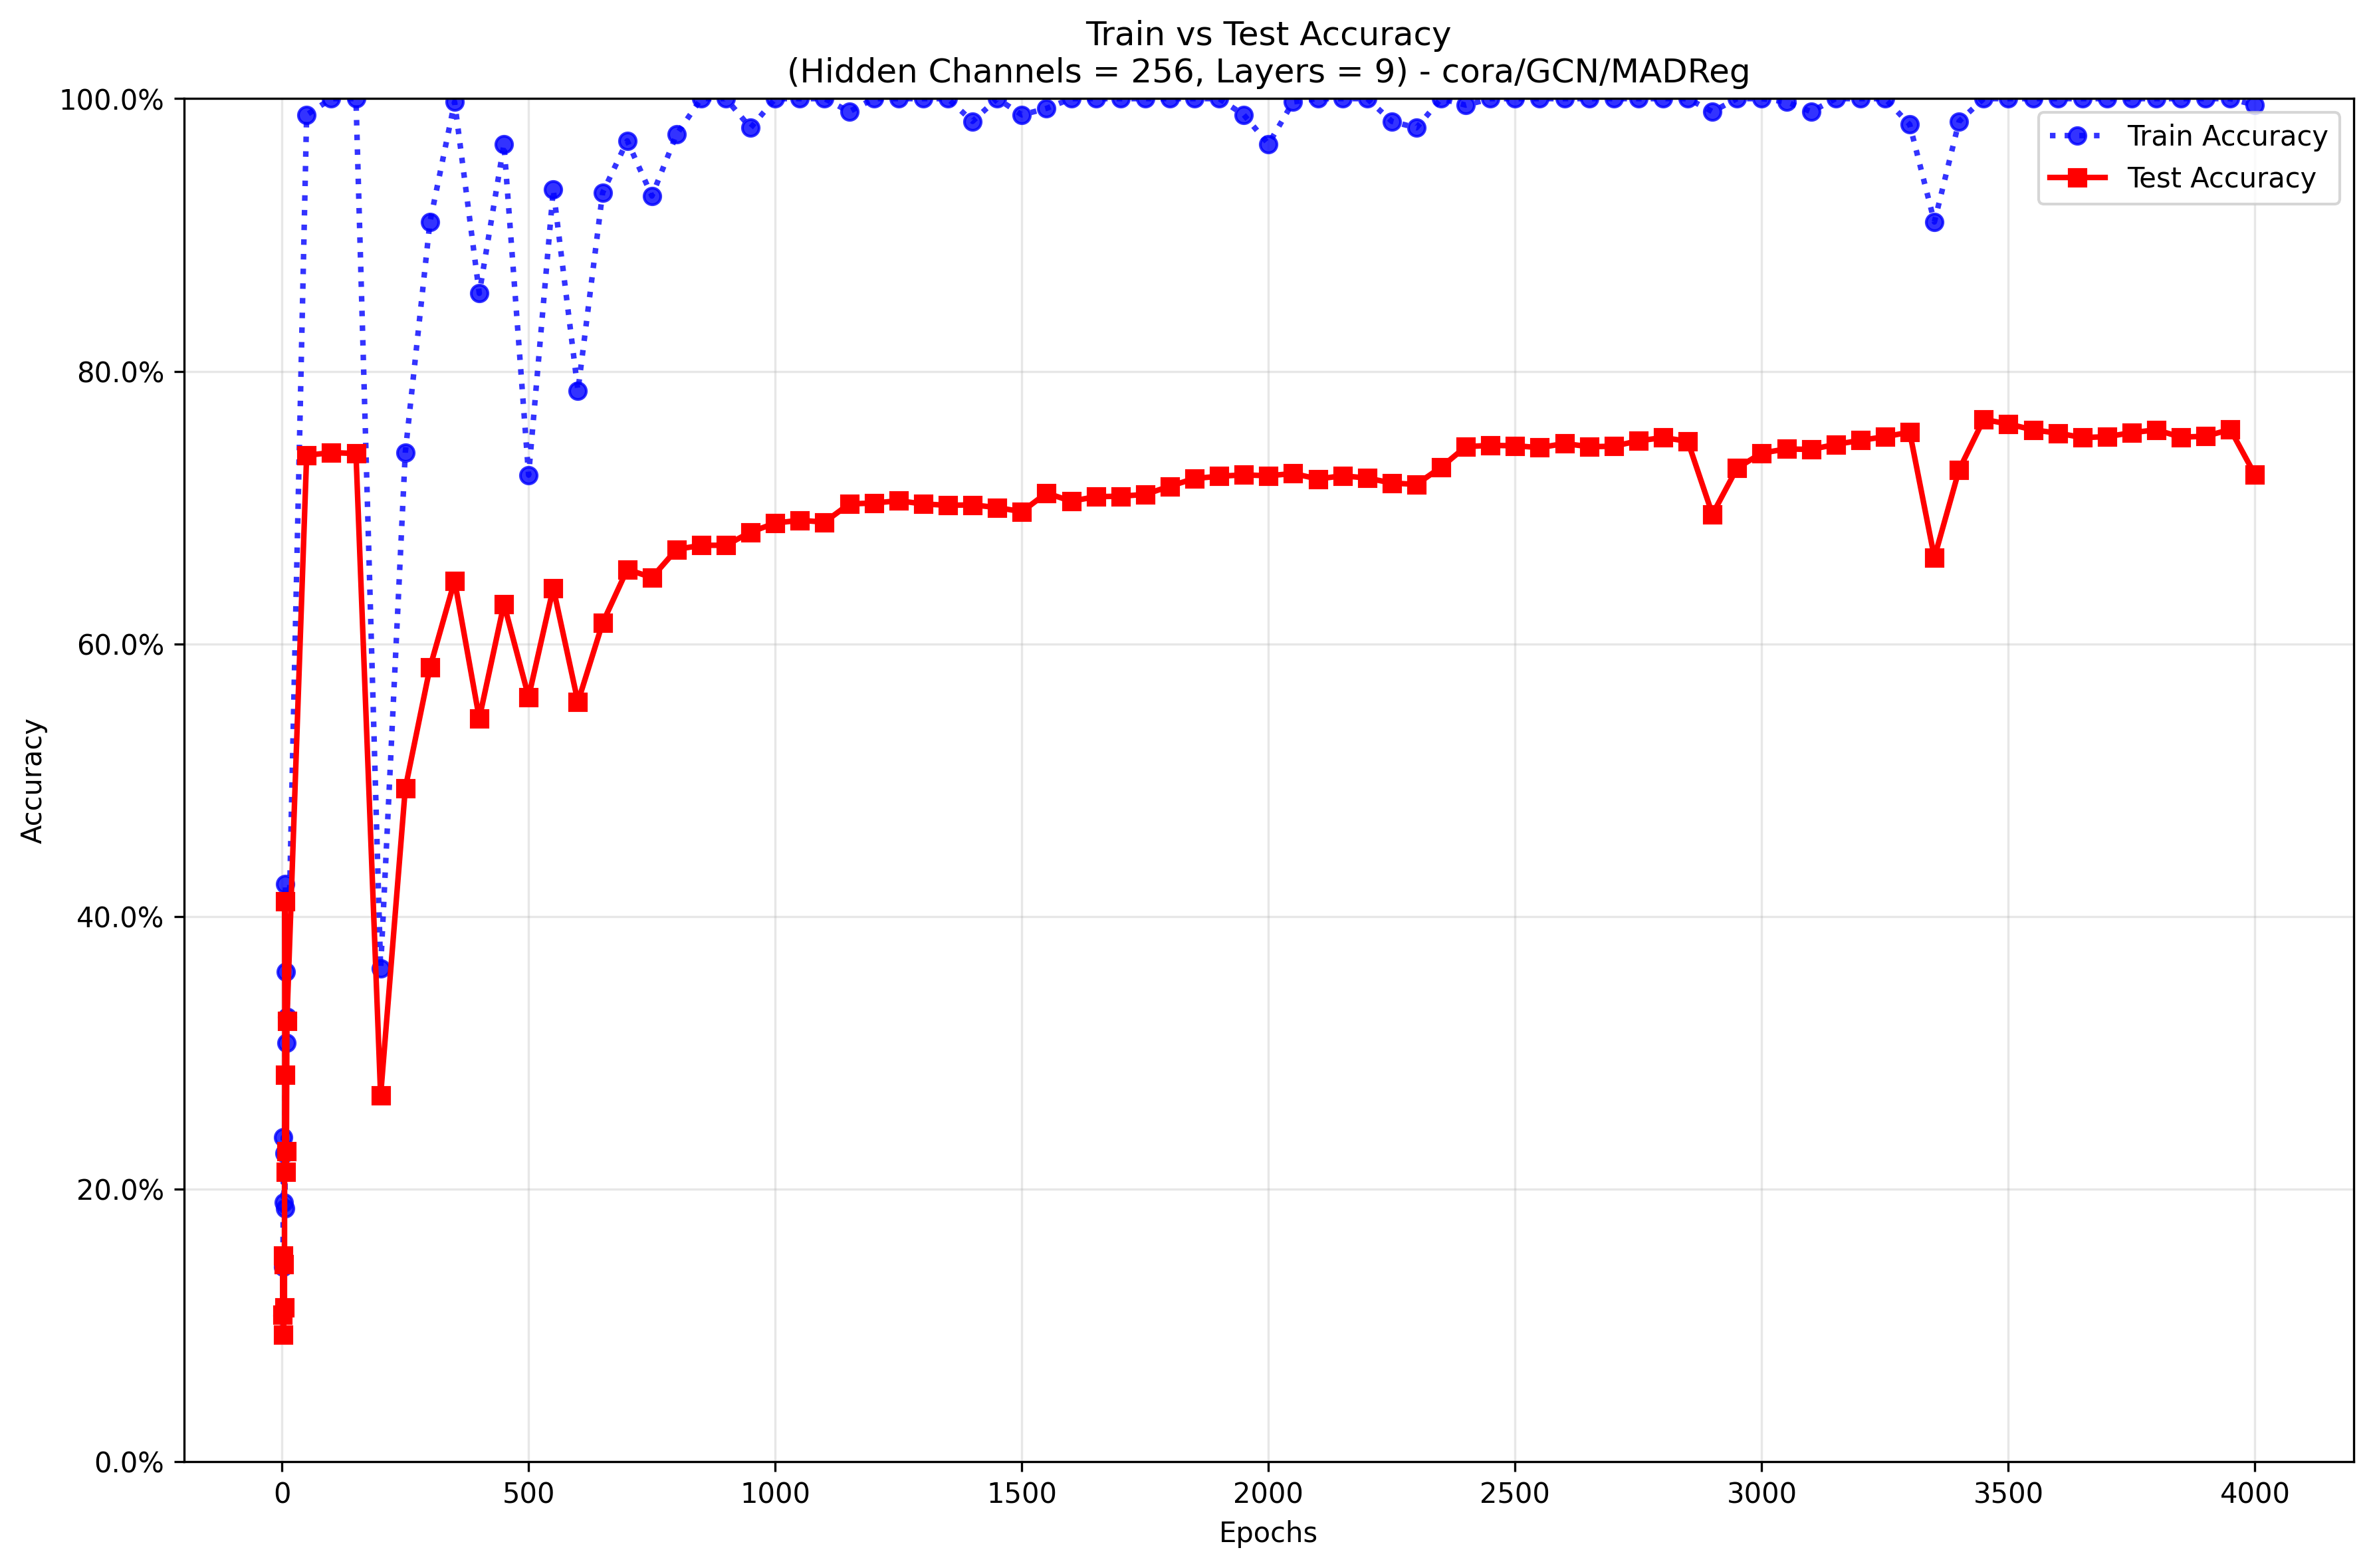 Train vs Test Accuracy
(Hidden Channels = 256, Layers = 9) - cora/GCN/MADReg
100.0%
80.0%
60.0%
40.0%
20.0%
0.0%
Accuracy
Train Accuracy
Test Accuracy
0 500 1000 1500 2000 2500 3000 3500 4000
Epochs